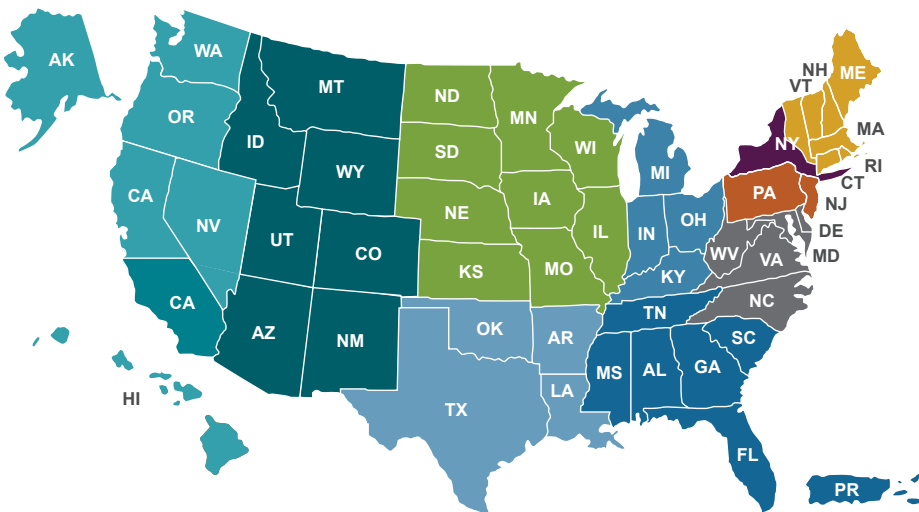 AK
WA
MT
ND
MN
NH
ME
VT
OR
ID
SD
WI
NY
MA
WY
MI
RI
CT
CA
NV
NE
IA
PA
NJ
UT
CO
IL
IN
OH
DE
KS
MO
WV
VA
MD
KY
CA
AZ
NM
OK
AR
TN
NC
SC
MS
AL
GA
HI
TX
LA
FL
PR